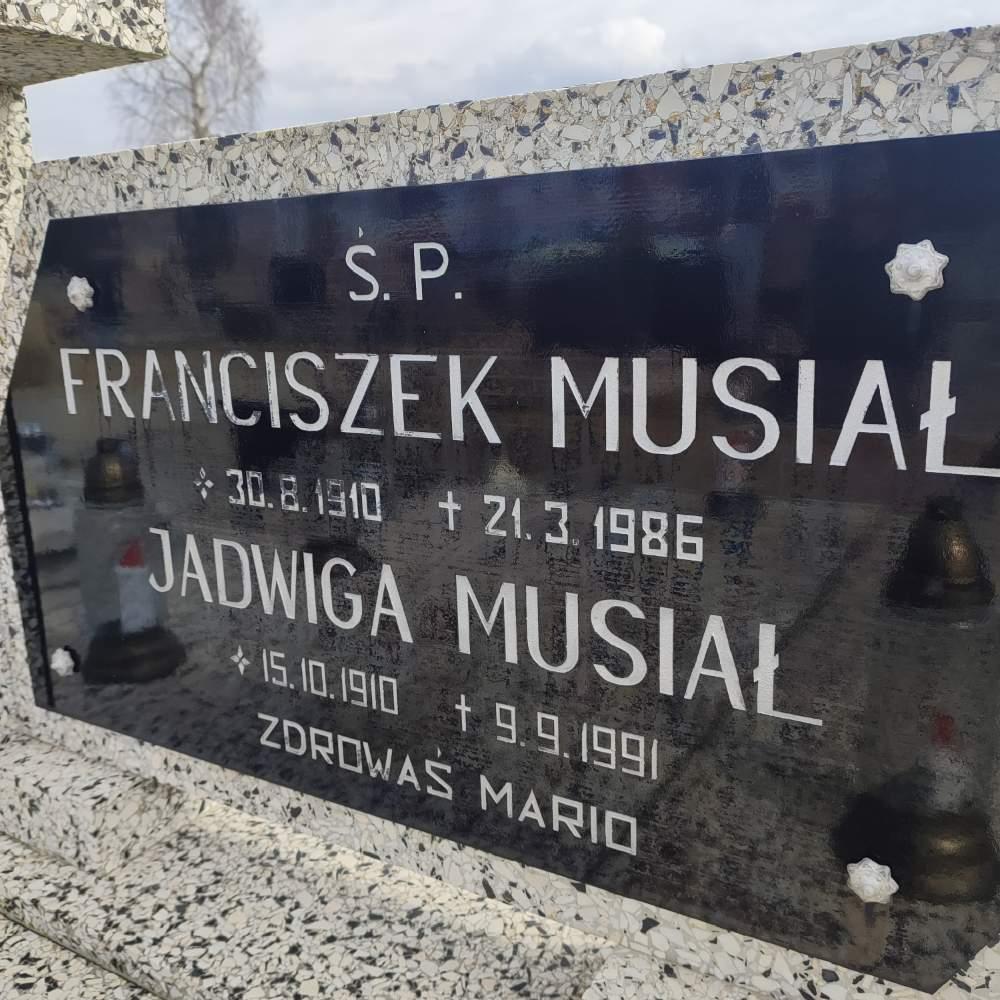 Ś. P.
FRANCISZEK MUSIAŁ
30.8.1910 † 21.3.1986
JADWIGA MUSIAŁ
15.10.1910 † 9.9.1991
ZDROWAŚ MARIO